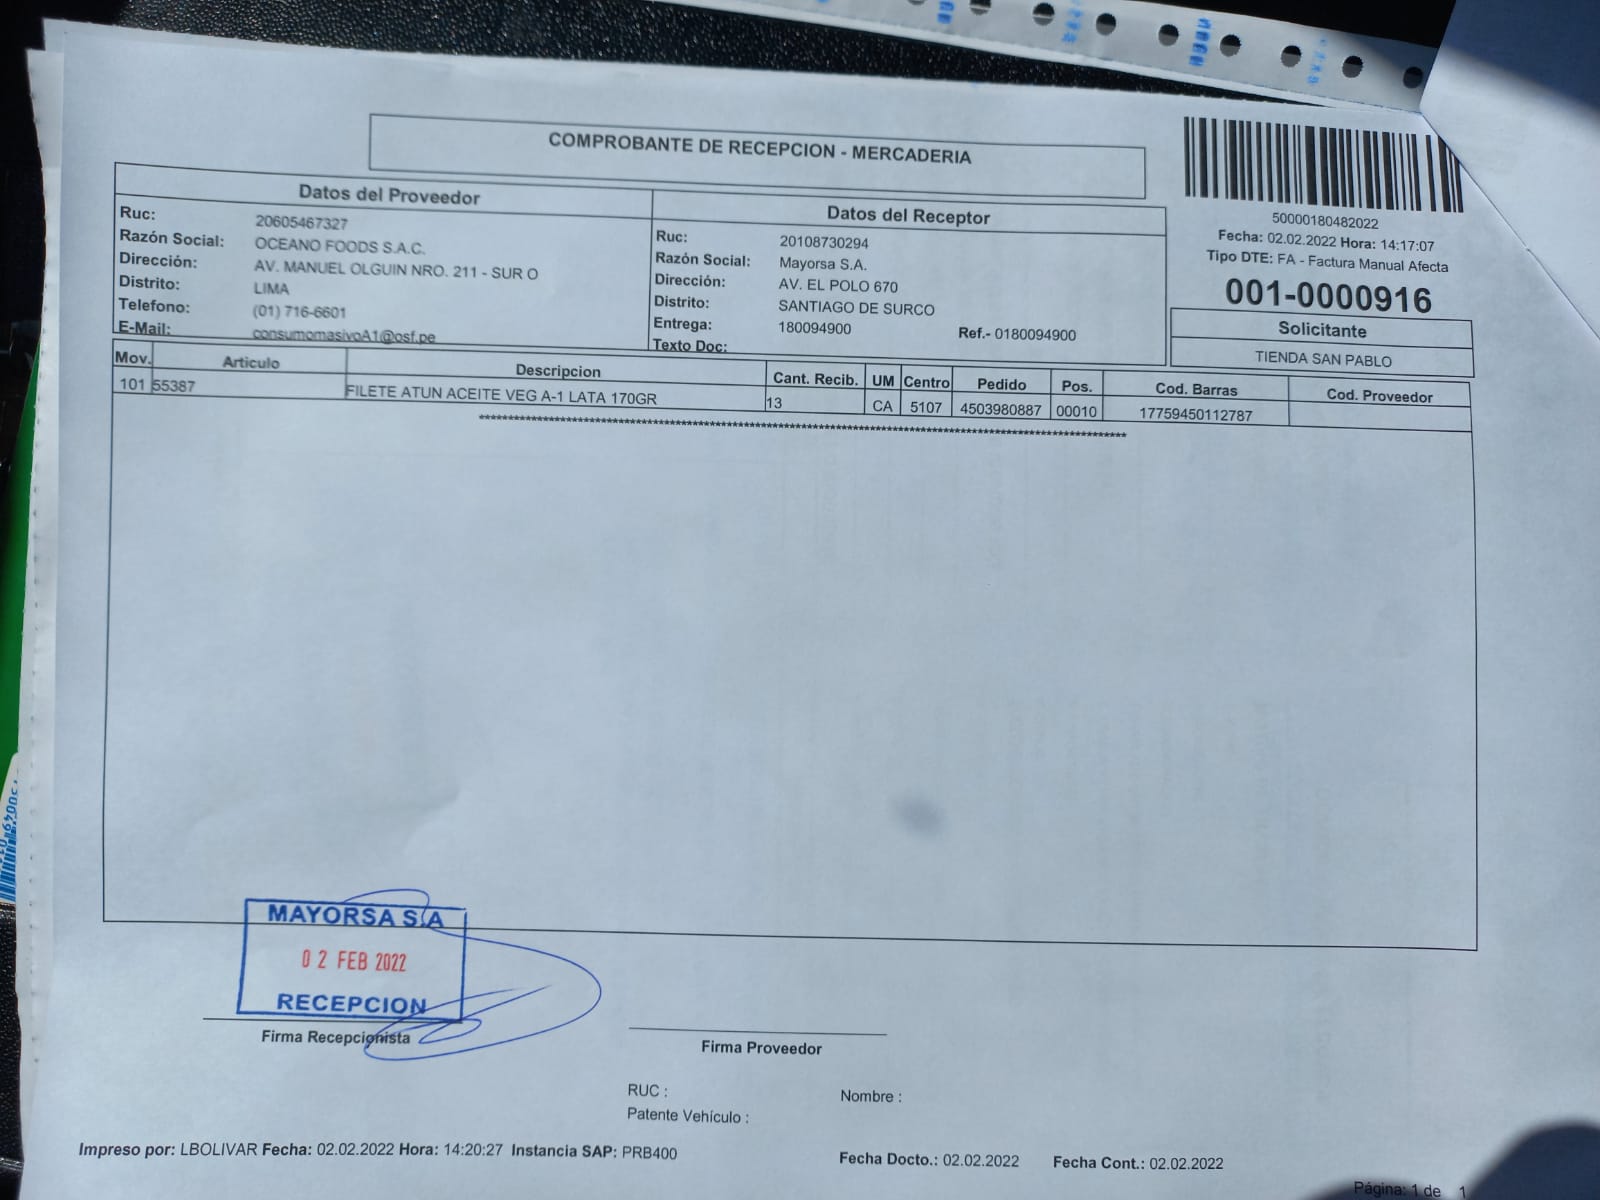 COMPROBANTE DE RECEPCION - MERCADERIA
50000180482022
Fecha: 02.02.2022 Hora: 14:17:07
Tipo DTE: FA - Factura Manual Afecta
001-0000916
Solicitante
TIENDA SAN PABLO
Datos del Proveedor
Ruc: 20605467327
Razón Social: OCEANO FOODS S.A.C.
Dirección: AV. MANUEL OLGUIN NRO. 211 - SUR O
Distrito: LIMA
Telefono: (01) 716-6601
E-Mail: consumomasivoA1@osf.pe
Datos del Receptor
Ruc: 20108730294
Razón Social: Mayorsa S.A.
Dirección: AV. EL POLO 670
Distrito: SANTIAGO DE SURCO
Entrega: 180094900 Ref.- 0180094900
Texto Doc:
Mov. Articulo Descripcion Cant. Recib. UM Centro Pedido Pos. Cod. Barras Cod. Proveedor
101 55387 FILETE ATUN ACEITE VEG A-1 LATA 170GR 13 CA 5107 4503980887 00010 17759450112787
MAYORSA S.A
02 FEB 2022
RECEPCION
Firma Recepcionista
Firma Proveedor
RUC : Nombre :
Patente Vehículo :
Impreso por: LBOLIVAR Fecha: 02.02.2022 Hora: 14:20:27 Instancia SAP: PRB400
Fecha Docto.: 02.02.2022 Fecha Cont.: 02.02.2022
Página: 1 de 1